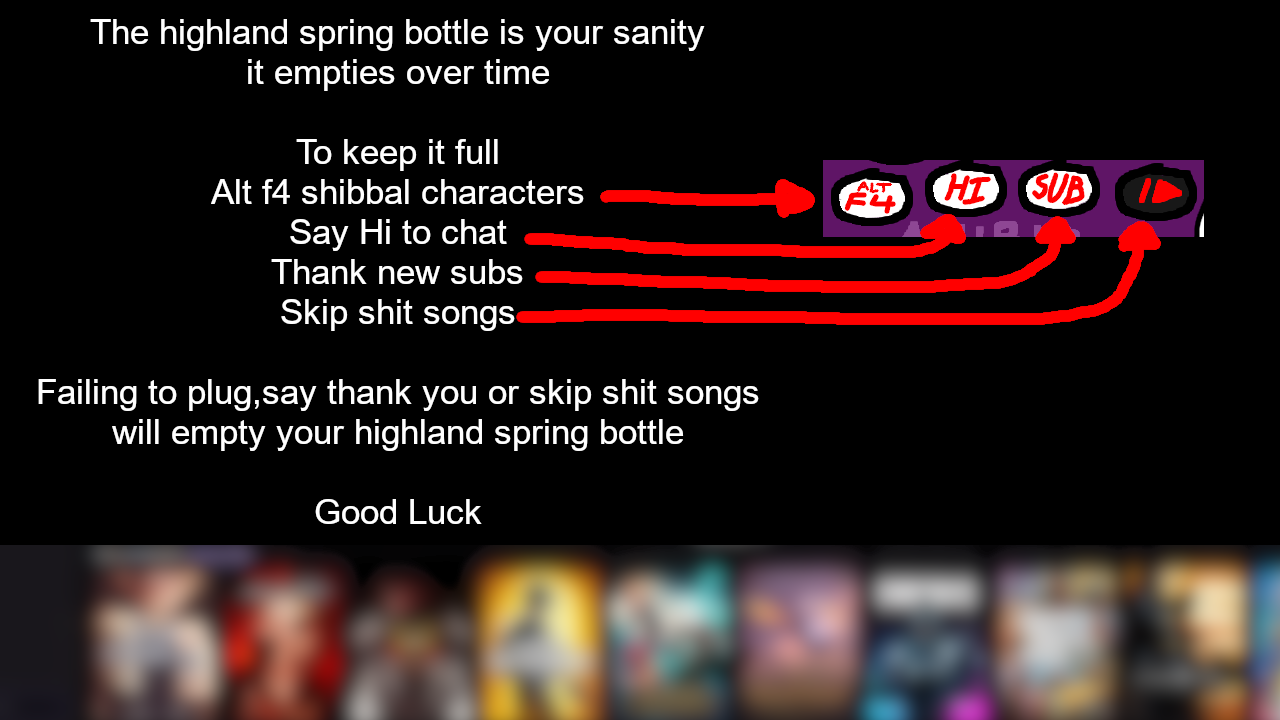 The highland spring bottle is your sanity
it empties over time
To keep it full
Alt f4 shibbal characters
Say Hi to chat
Thank new subs
Skip shit songs
ALT
F4
HI
SUB
Failing to plug,say thank you or skip shit songs
will empty your highland spring bottle
Good Luck